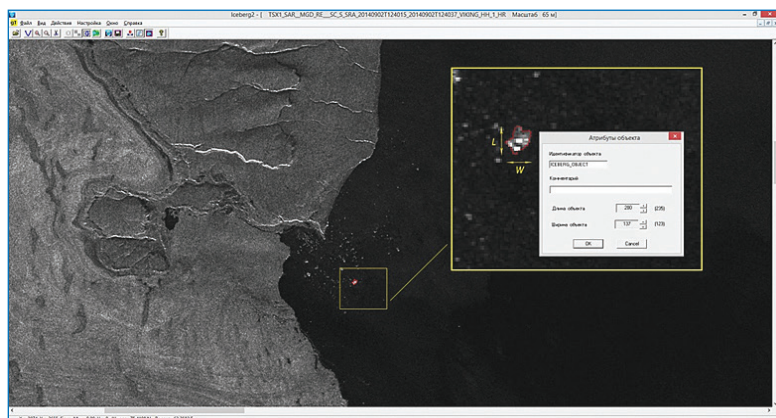 Iceberg2 - [ TSX1_SAR__MGD_RE___SC_S_SRA_20140902T124015_20140902T124037_VIKING_HH_1_HR Масштаб 65 м]
Файл Вид Действия Настройка Окно Справка
L
W
Атрибуты объекта
Идентификатор объекта
ICEBERG_OBJECT
Комментарий
Длина объекта 280 (235)
Ширина объекта 137 (123)
OK Cancel